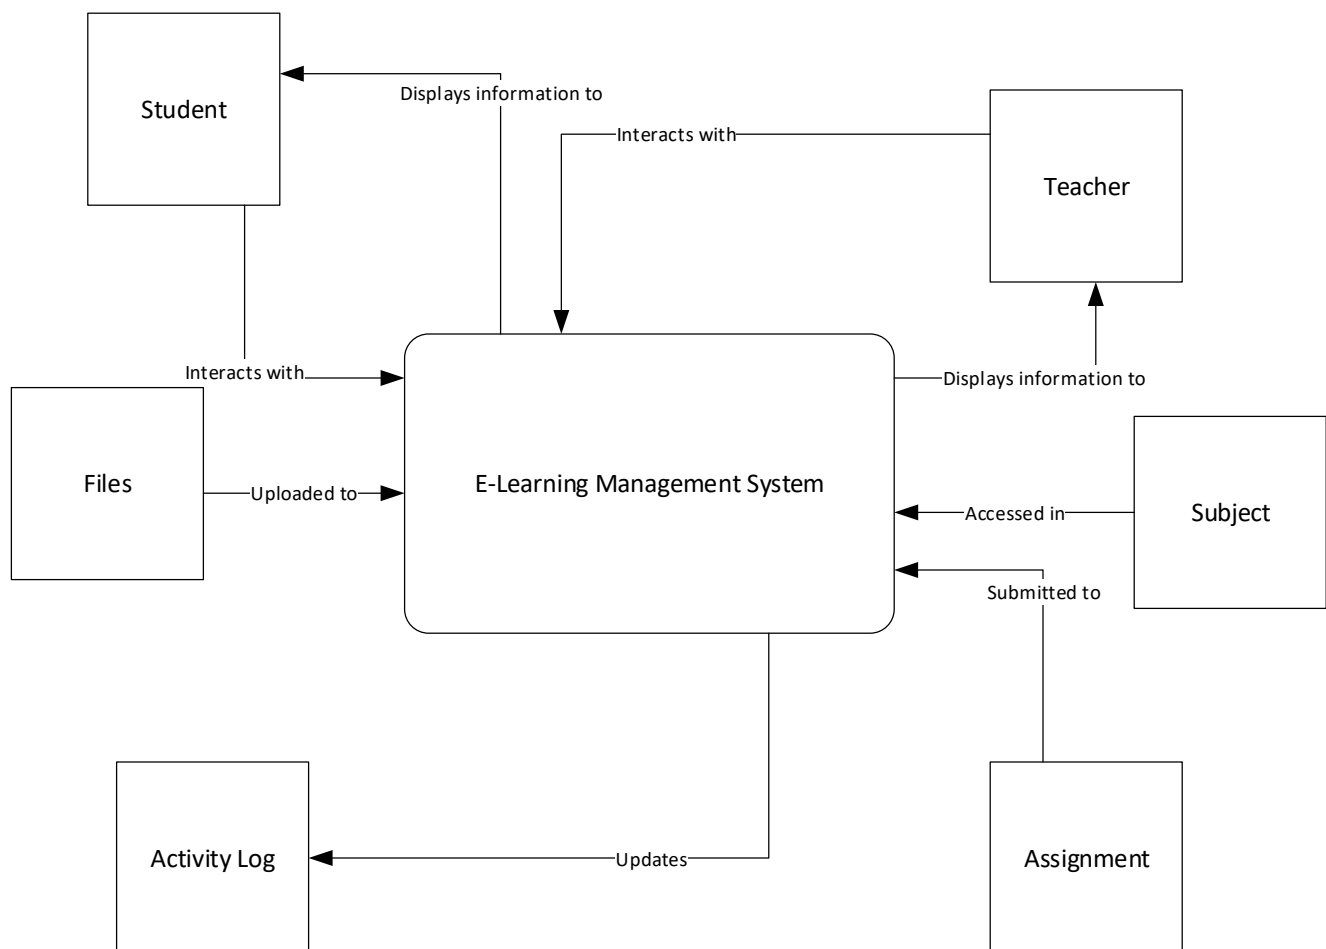 Student
Displays information to
Interacts with
Teacher
Interacts with
Displays information to
Files
Uploaded to
E-Learning Management System
Accessed in
Subject
Submitted to
Activity Log
Updates
Assignment